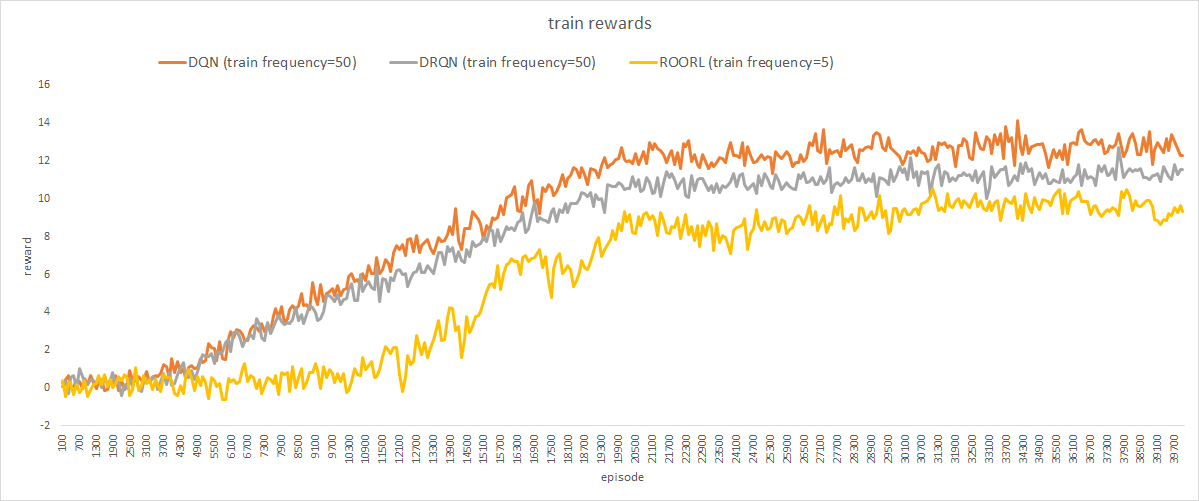 train rewards
DQN (train frequency=50) DRQN (train frequency=50) ROORL (train frequency=5)
16
14
12
10
8
6
4
2
0
-2
reward
100 700 1300 1900 2500 3100 3700 4300 4900 5500 6100 6700 7300 7900 8500 9100 9700 10300 10900 11500 12100 12700 13300 13900 14500 15100 15700 16300 16900 17500 18100 18700 19300 19900 20500 21100 21700 22300 22900 23500 24100 24700 25300 25900 26500 27100 27700 28300 28900 29500 30100 30700 31300 31900 32500 33100 33700 34300 34900 35500 36100 36700 37300 37900 38500 39100 39700
episode